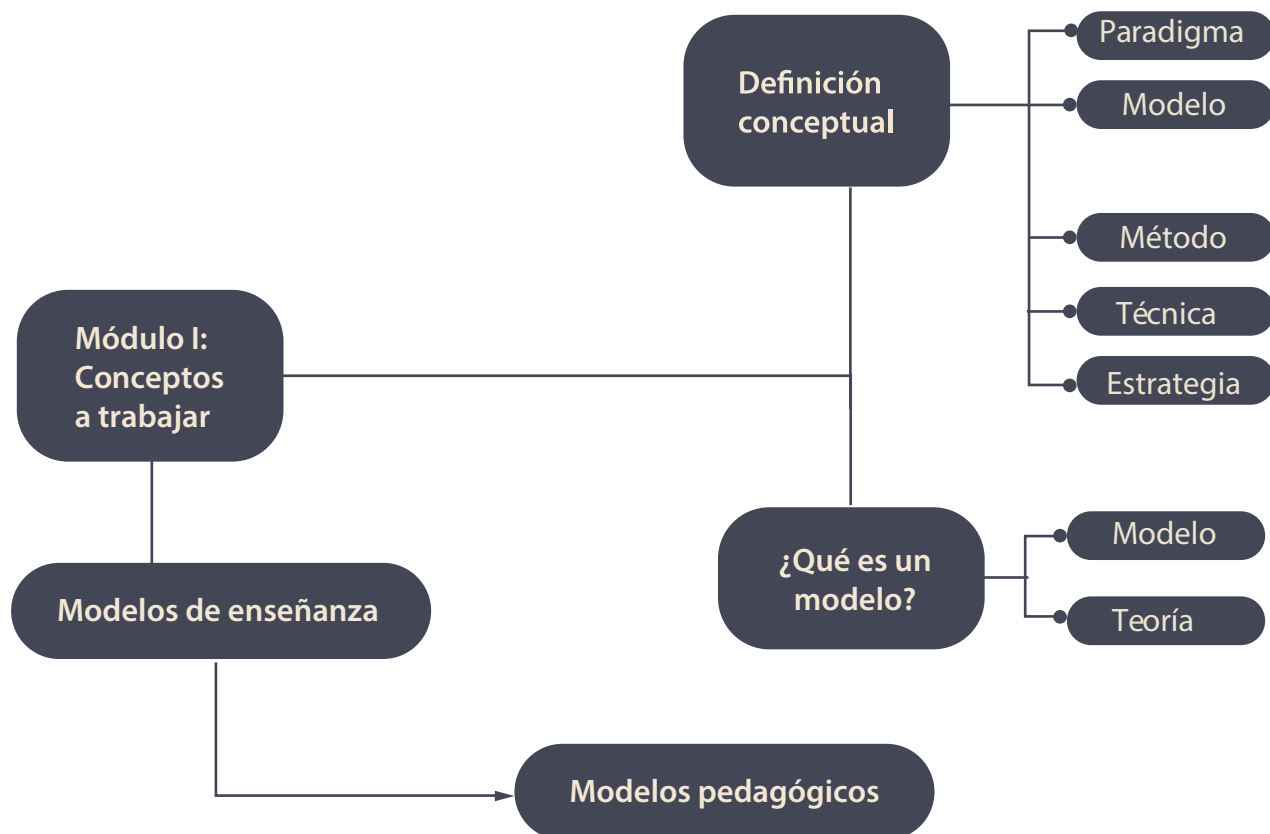 Definición
conceptual
Paradigma
Modelo
Método
Técnica
Estrategia
Módulo I:
Conceptos
a trabajar
¿Qué es un
modelo?
Modelo
Teoría
Modelos de enseñanza
Modelos pedagógicos